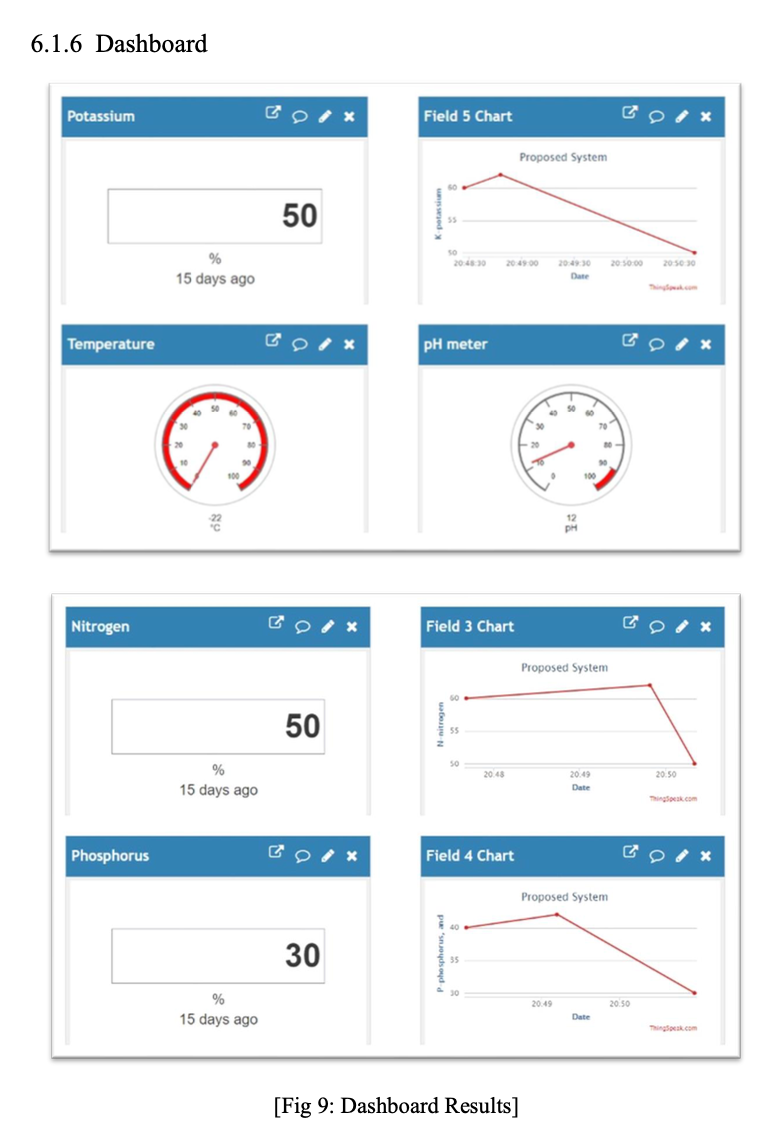 6.1.6 Dashboard
Potassium
50
%
15 days ago
Field 5 Chart
Proposed System
K-potassium
60
55
50
20:48:30 20:49:00 20:49:30 20:50:00 20:50:30
Date
ThingSpeak.com
Temperature
0 10 20 30 40 50 60 70 80 90 100
-22
°C
pH meter
0 10 20 30 40 50 60 70 80 90 100
12
pH
Nitrogen
50
%
15 days ago
Field 3 Chart
Proposed System
N-nitrogen
60
55
50
20:48 20:49 20:50
Date
ThingSpeak.com
Phosphorus
30
%
15 days ago
Field 4 Chart
Proposed System
P-phosphorus, and
40
35
30
20:49 20:50
Date
ThingSpeak.com
[Fig 9: Dashboard Results]